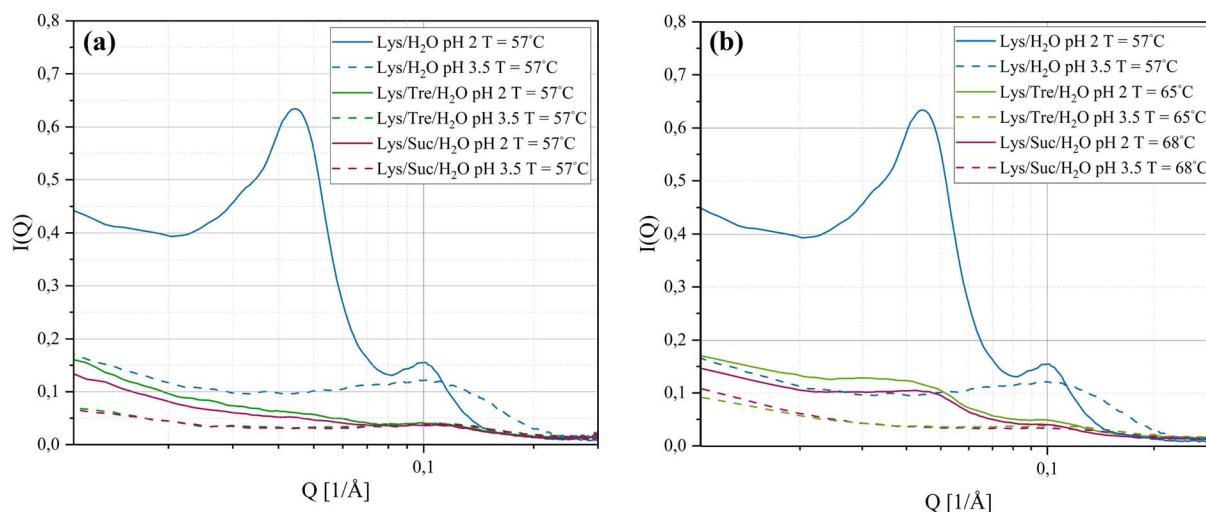 (a)
Lys/H₂O pH 2 T = 57°C
Lys/H₂O pH 3.5 T = 57°C
Lys/Tre/H₂O pH 2 T = 57°C
Lys/Tre/H₂O pH 3.5 T = 57°C
Lys/Suc/H₂O pH 2 T = 57°C
Lys/Suc/H₂O pH 3.5 T = 57°C
0,8
0,7
0,6
0,5
0,4
0,3
0,2
0,1
0,0
I(Q)
0,1
Q [1/Å]
(b)
Lys/H₂O pH 2 T = 57°C
Lys/H₂O pH 3.5 T = 57°C
Lys/Tre/H₂O pH 2 T = 65°C
Lys/Tre/H₂O pH 3.5 T = 65°C
Lys/Suc/H₂O pH 2 T = 68°C
Lys/Suc/H₂O pH 3.5 T = 68°C
0,8
0,7
0,6
0,5
0,4
0,3
0,2
0,1
0,0
I(Q)
0,1
Q [1/Å]